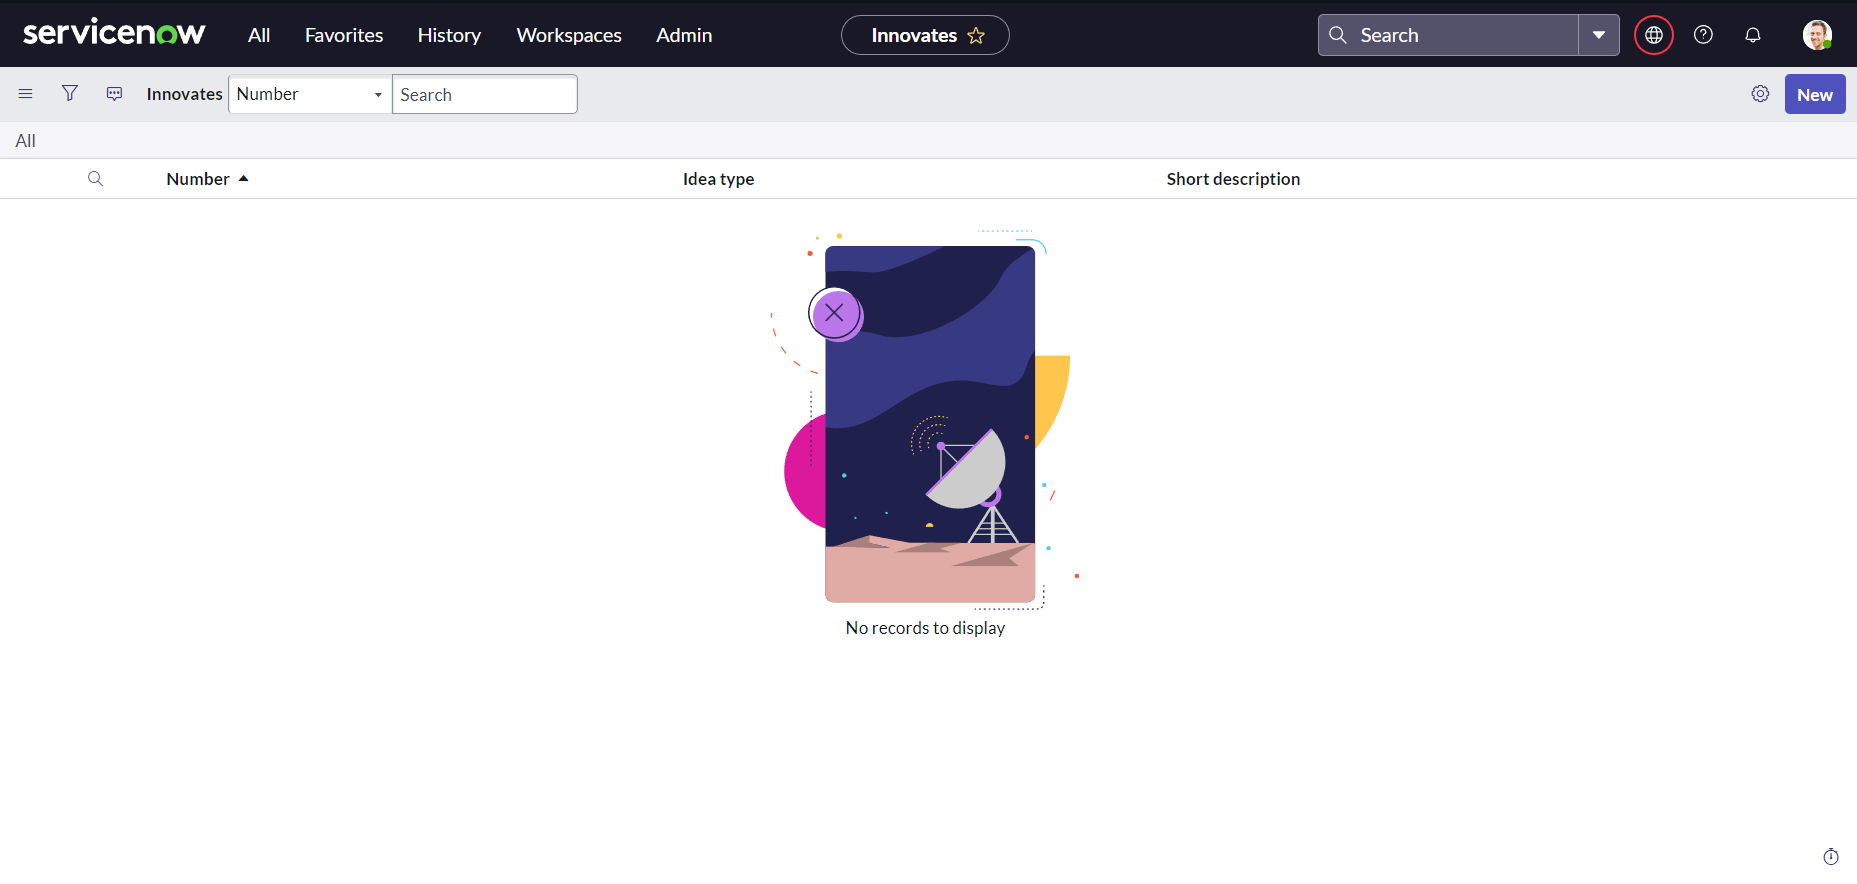 servicenow All Favorites History Workspaces Admin Innovates Search
Innovates Number Search New
All
Number Idea type Short description
No records to display